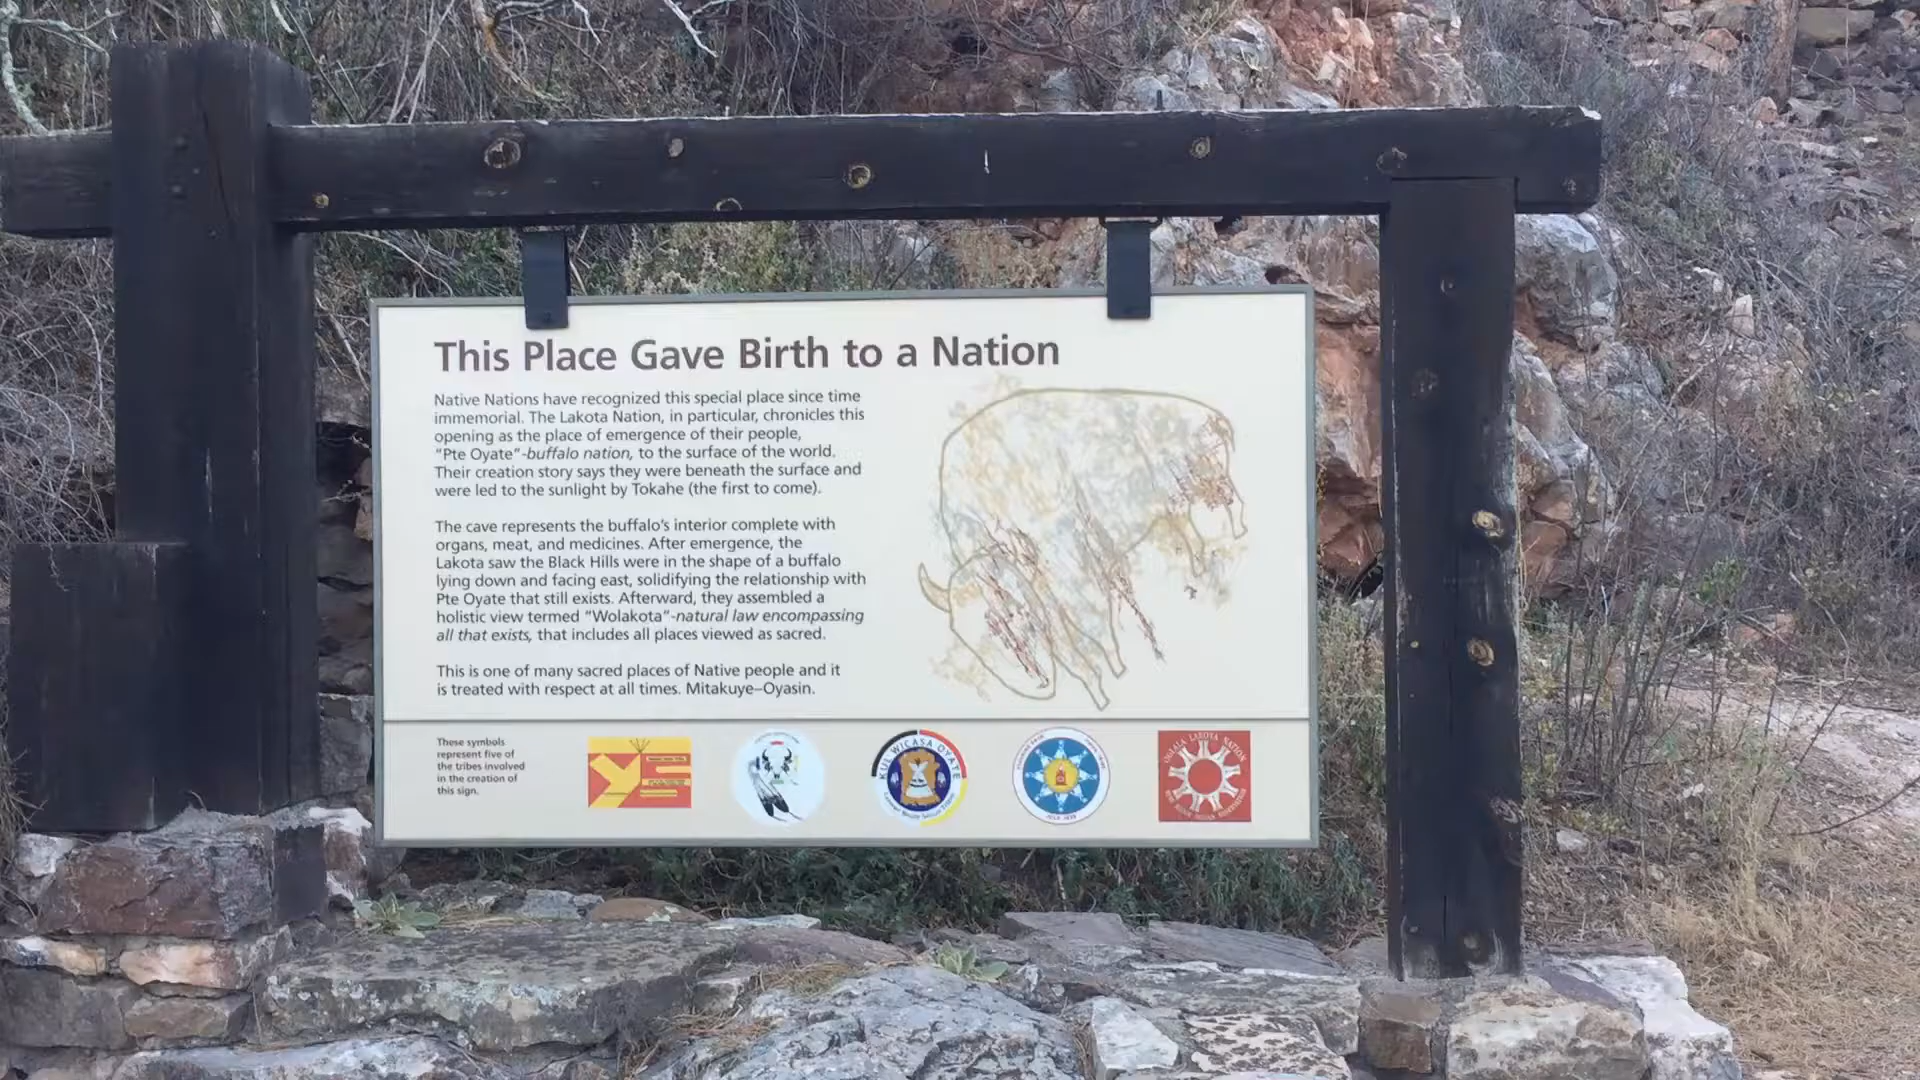 This Place Gave Birth to a Nation
Native Nations have recognized this special place since time
immemorial. The Lakota Nation, in particular, chronicles this
opening as the place of emergence of their people,
“Pte Oyate”-buffalo nation, to the surface of the world.
Their creation story says they were beneath the surface and
were led to the sunlight by Tokahe (the first to come).
The cave represents the buffalo’s interior complete with
organs, meat, and medicines. After emergence, the
Lakota saw the Black Hills were in the shape of a buffalo
lying down and facing east, solidifying the relationship with
Pte Oyate that still exists. Afterward, they assembled a
holistic view termed “Wolakota”-natural law encompassing
all that exists, that includes all places viewed as sacred.
This is one of many sacred places of Native people and it
is treated with respect at all times. Mitakuye–Oyasin.
These symbols
represent five of
the tribes involved
in the creation of
this sign.
KUL WICASA OYATE
OGLALA LAKOTA NATION